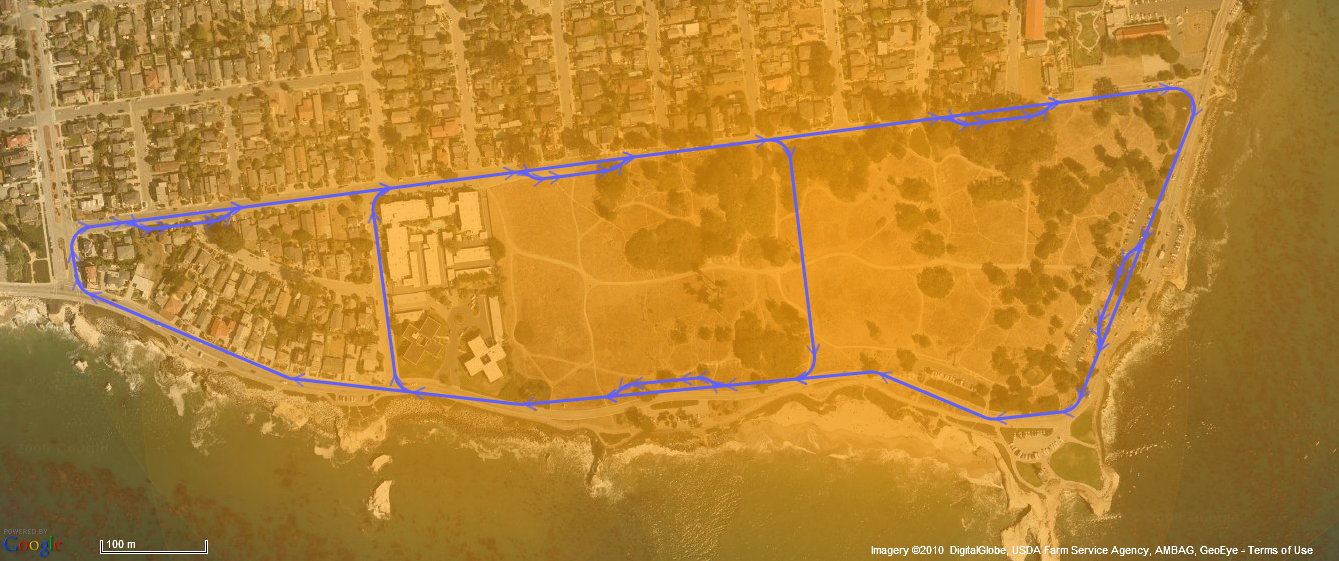 POWERED BY
Google
100 m
Imagery ©2010 DigitalGlobe, USDA Farm Service Agency, AMBAG, GeoEye - Terms of Use